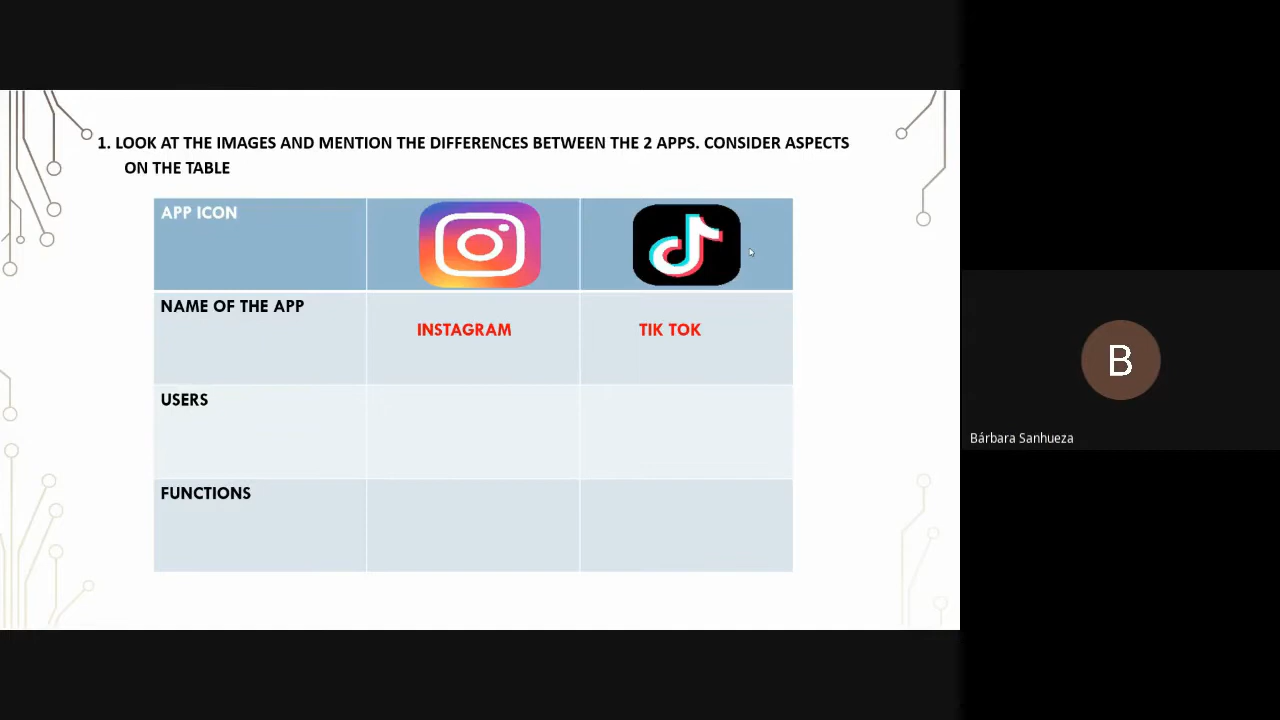 1. LOOK AT THE IMAGES AND MENTION THE DIFFERENCES BETWEEN THE 2 APPS. CONSIDER ASPECTS
ON THE TABLE
APP ICON
NAME OF THE APP
INSTAGRAM
TIK TOK
USERS
FUNCTIONS
B
Bárbara Sanhueza